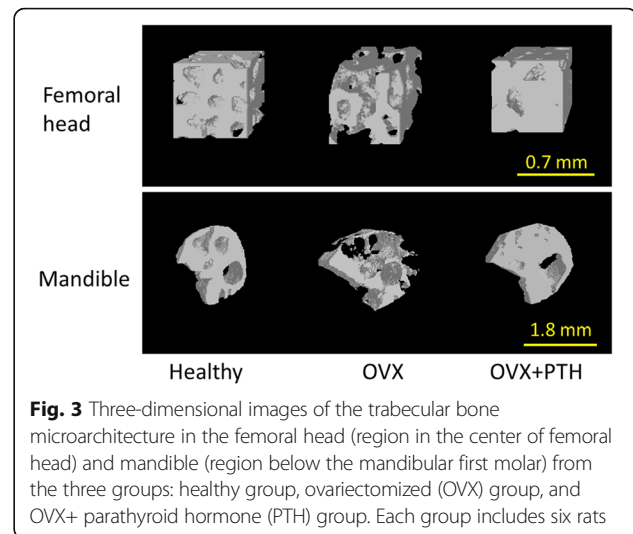 Femoral
head
0.7 mm
Mandible
1.8 mm
Healthy OVX OVX+PTH
Fig. 3 Three-dimensional images of the trabecular bone
microarchitecture in the femoral head (region in the center of femoral
head) and mandible (region below the mandibular first molar) from
the three groups: healthy group, ovariectomized (OVX) group, and
OVX+ parathyroid hormone (PTH) group. Each group includes six rats